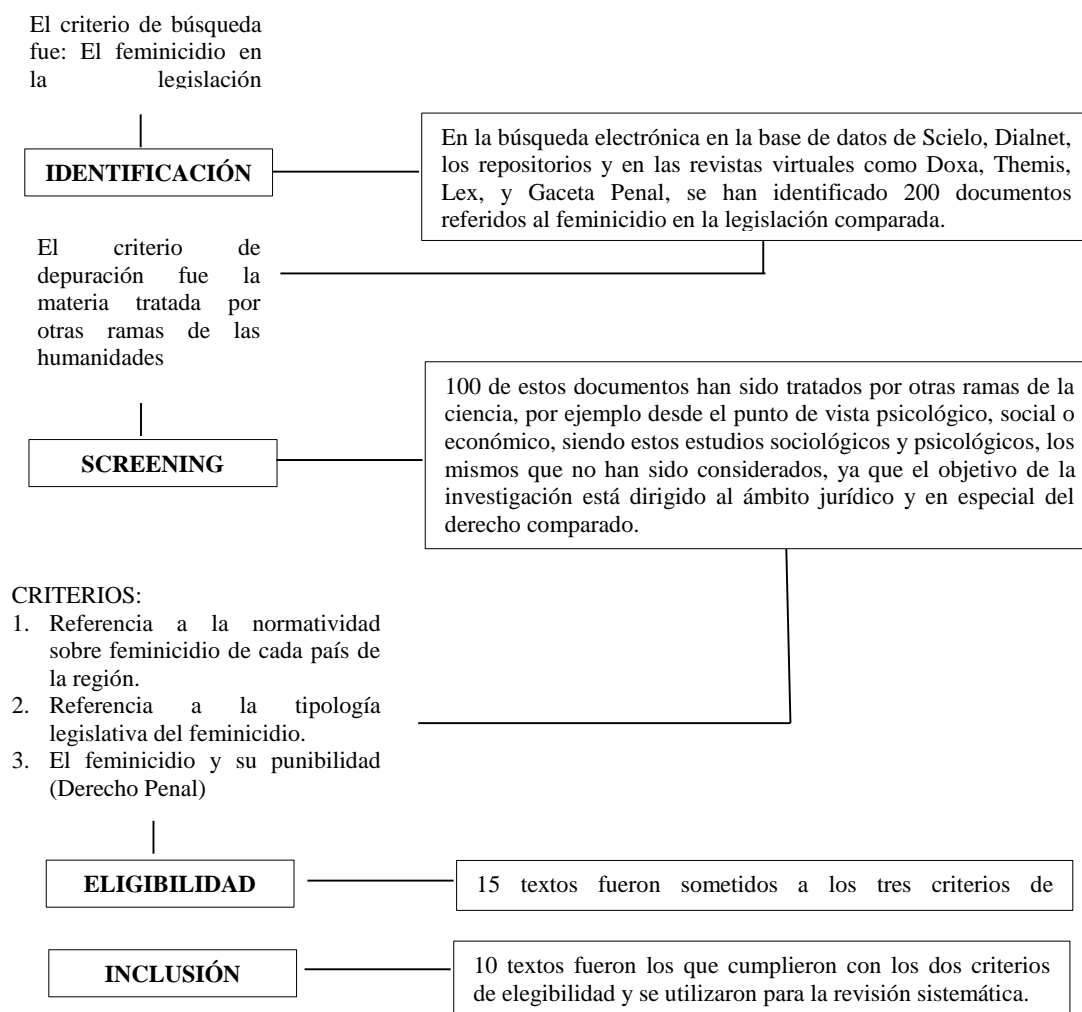 El criterio de búsqueda
fue: El feminicidio en
la legislación
IDENTIFICACIÓN
En la búsqueda electrónica en la base de datos de Scielo, Dialnet,
los repositorios y en las revistas virtuales como Doxa, Themis,
Lex, y Gaceta Penal, se han identificado 200 documentos
referidos al feminicidio en la legislación comparada.
El criterio de
depuración fue la
materia tratada por
otras ramas de las
humanidades
SCREENING
100 de estos documentos han sido tratados por otras ramas de la
ciencia, por ejemplo desde el punto de vista psicológico, social o
económico, siendo estos estudios sociológicos y psicológicos, los
mismos que no han sido considerados, ya que el objetivo de la
investigación está dirigido al ámbito jurídico y en especial del
derecho comparado.
CRITERIOS:
1. Referencia a la normatividad
sobre feminicidio de cada país de
la región.
2. Referencia a la tipología
legislativa del feminicidio.
3. El feminicidio y su punibilidad
(Derecho Penal)
ELIGIBILIDAD
15 textos fueron sometidos a los tres criterios de
INCLUSIÓN
10 textos fueron los que cumplieron con los dos criterios
de elegibilidad y se utilizaron para la revisión sistemática.